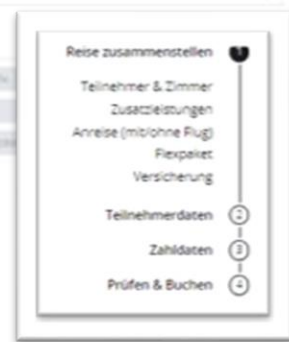 Reise zusammenstellen
Teilnehmer & Zimmer
Zusatzleistungen
Anreise (mit/ohne Flug)
Flexpaket
Versicherung
Teilnehmerdaten 2
Zahldaten 3
Prüfen & Buchen 4